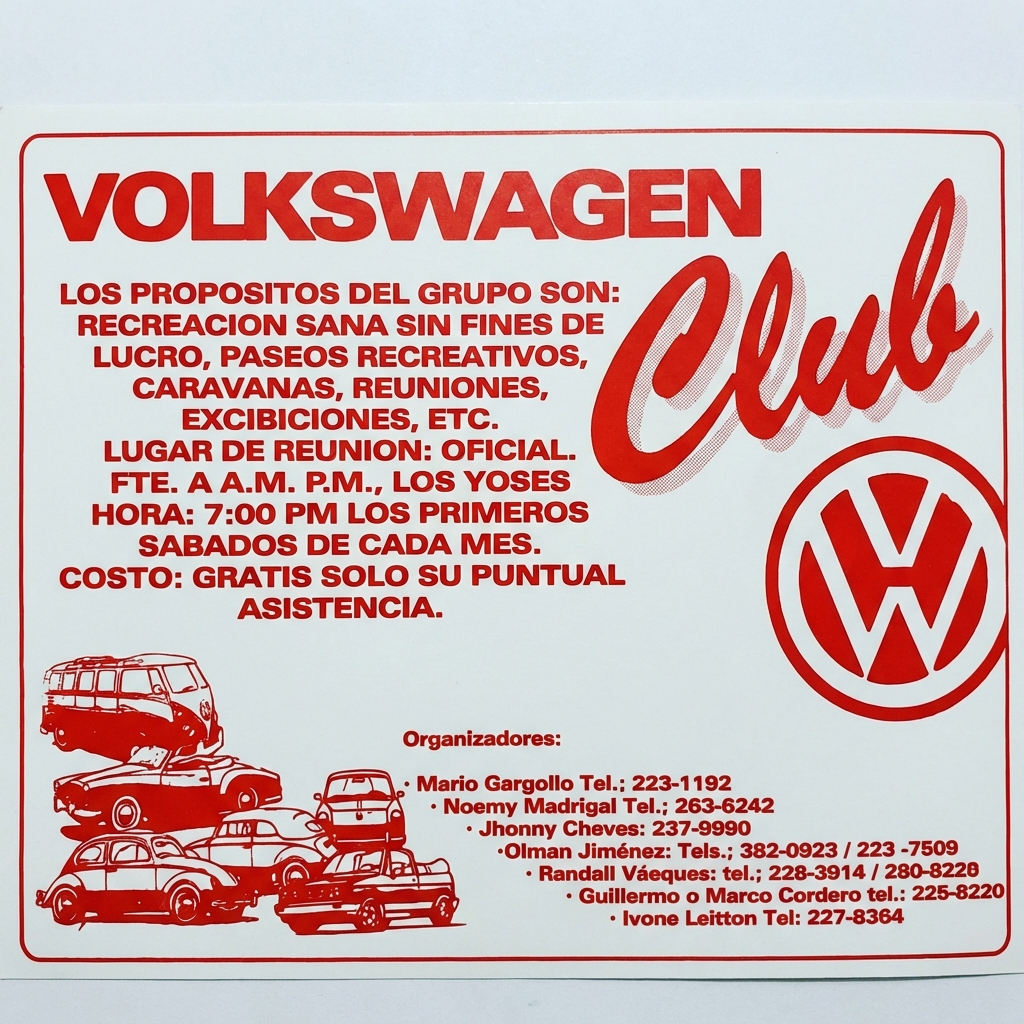 VOLKSWAGEN
Club
LOS PROPOSITOS DEL GRUPO SON:
RECREACION SANA SIN FINES DE
LUCRO, PASEOS RECREATIVOS,
CARAVANAS, REUNIONES,
EXCIBICIONES, ETC.
LUGAR DE REUNION: OFICIAL.
FTE. A A.M. P.M., LOS YOSES
HORA: 7:00 PM LOS PRIMEROS
SABADOS DE CADA MES.
COSTO: GRATIS SOLO SU PUNTUAL
ASISTENCIA.
VW
Organizadores:
· Mario Gargollo Tel.; 223-1192
· Noemy Madrigal Tel.; 263-6242
· Jhonny Cheves: 237-9990
·Olman Jiménez: Tels.; 382-0923 / 223 -7509
· Randall Váeques: tel.; 228-3914 / 280-8228
· Guillermo o Marco Cordero tel.: 225-8220
· Ivone Leitton Tel: 227-8364